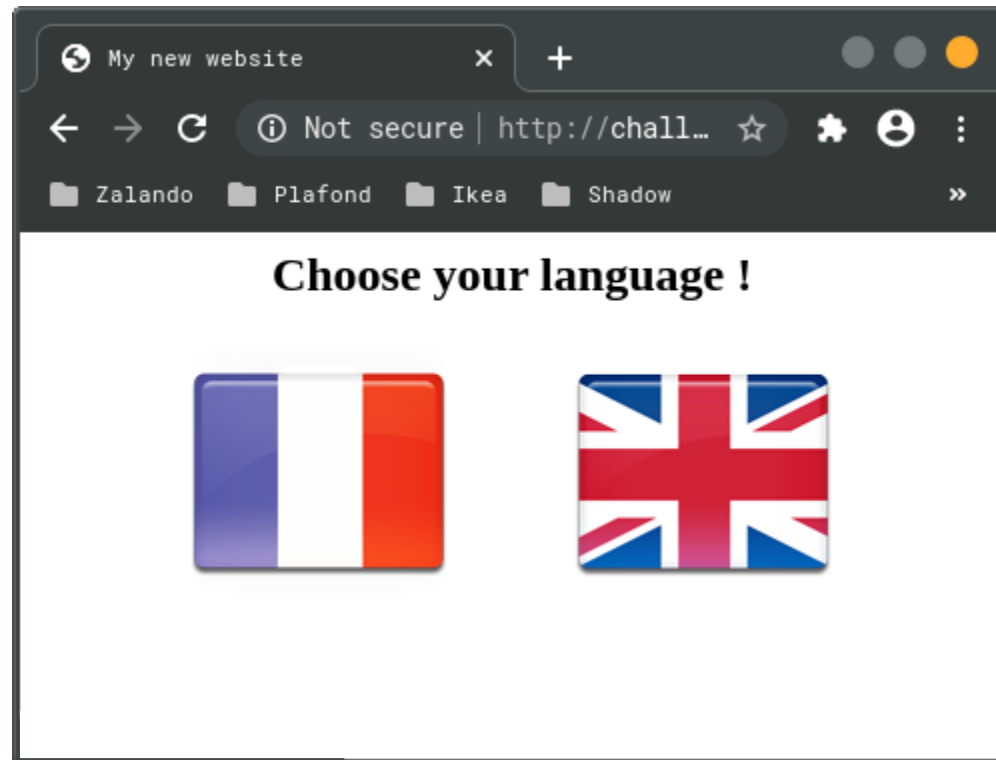 My new website
Not secure | http://chall…
Zalando Plafond Ikea Shadow
Choose your language !